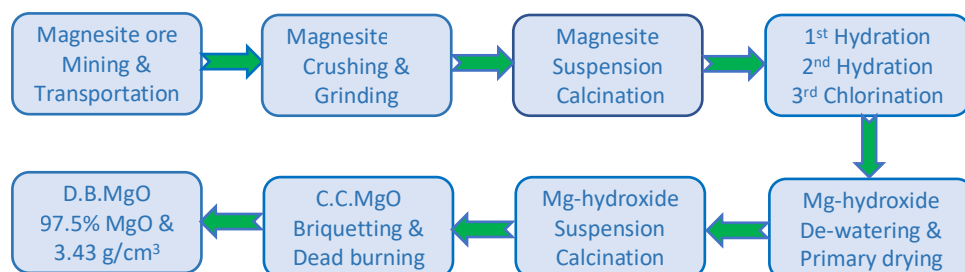 Magnesite ore
Mining &
Transportation
Magnesite
Crushing &
Grinding
Magnesite
Suspension
Calcination
1st Hydration
2nd Hydration
3rd Chlorination
D.B.MgO
97.5% MgO &
3.43 g/cm³
C.C.MgO
Briquetting &
Dead burning
Mg-hydroxide
Suspension
Calcination
Mg-hydroxide
De-watering &
Primary drying